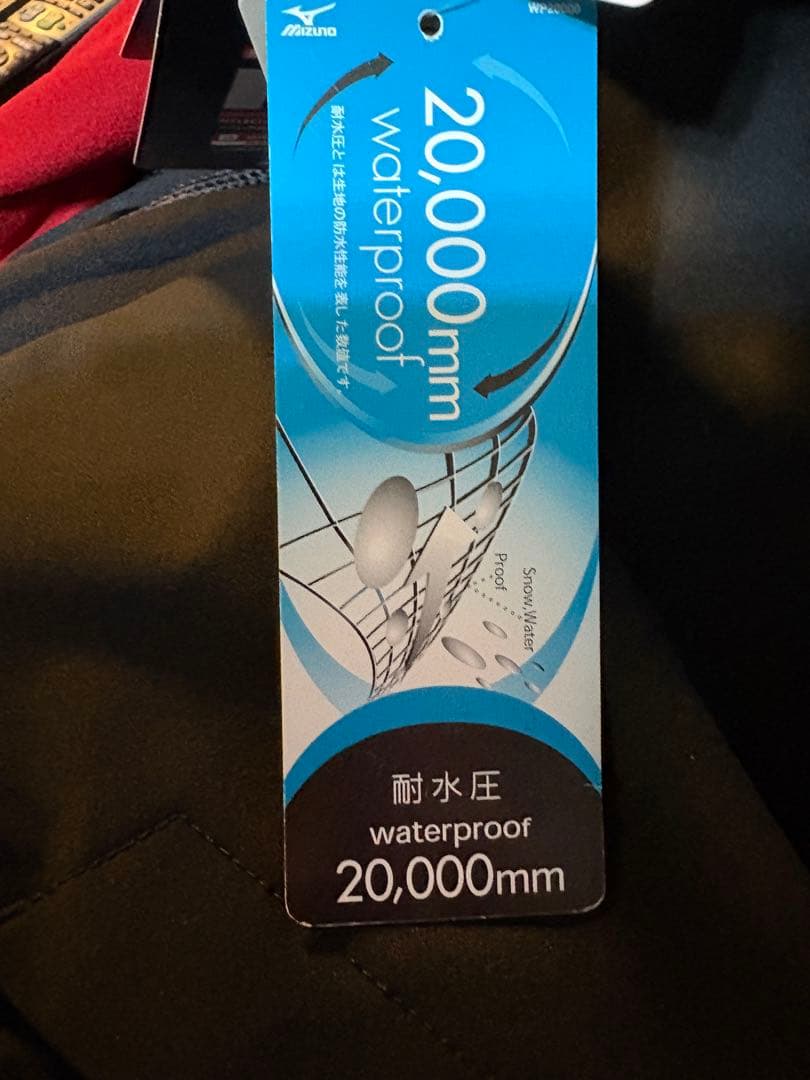 MIZUNO
WP20000
20,000mm
waterproof
耐水圧とは生地の防水性能を表した数値です。
Snow,Water
Proof
耐水圧
waterproof
20,000mm